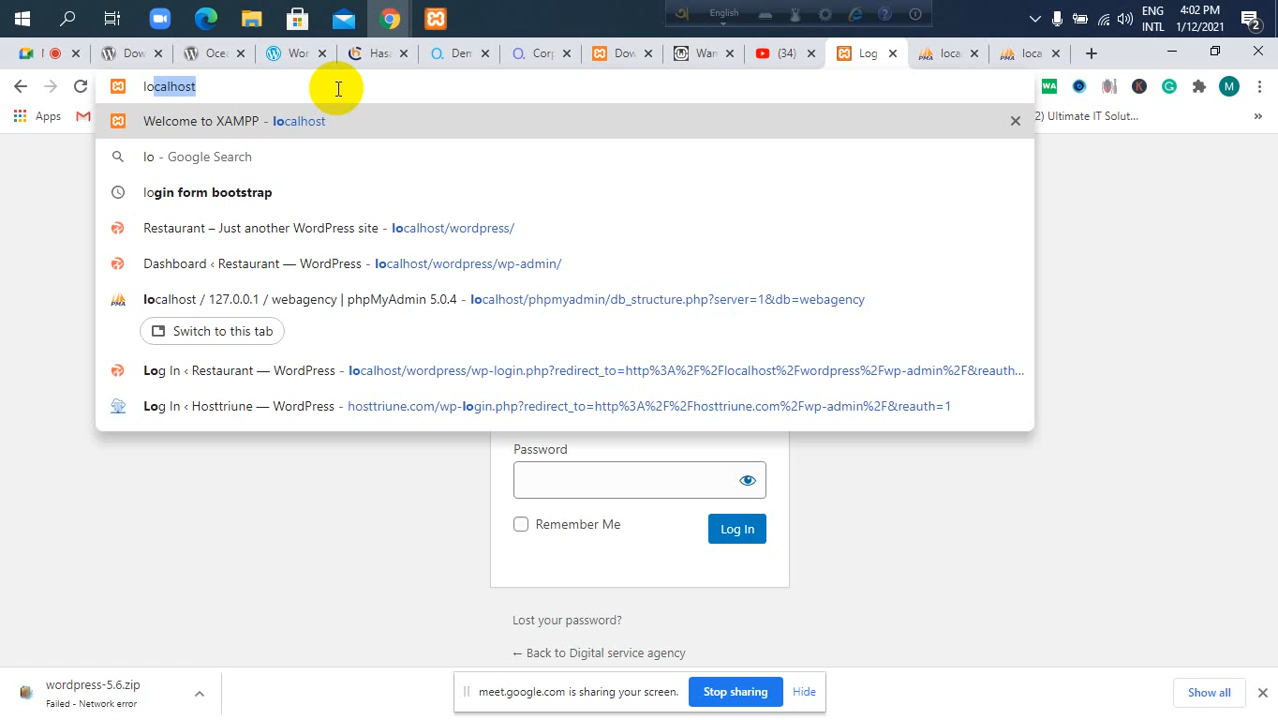 English
ENG
INTL
4:02 PM
1/12/2021
2
Dow
Oce
Wor
Hasa
Den
Corp
Dow
Wan
(34)
Log
loca
loca
localhost
WA
K
M
Apps
2) Ultimate IT Solut...
»
Welcome to XAMPP - localhost
lo - Google Search
login form bootstrap
Restaurant – Just another WordPress site - localhost/wordpress/
Dashboard ‹ Restaurant — WordPress - localhost/wordpress/wp-admin/
localhost / 127.0.0.1 / webagency | phpMyAdmin 5.0.4 - localhost/phpmyadmin/db_structure.php?server=1&db=webagency
Switch to this tab
Log In ‹ Restaurant — WordPress - localhost/wordpress/wp-login.php?redirect_to=http%3A%2F%2Flocalhost%2Fwordpress%2Fwp-admin%2F&reauth...
Log In ‹ Hosttriune — WordPress - hosttriune.com/wp-login.php?redirect_to=http%3A%2F%2Fhosttriune.com%2Fwp-admin%2F&reauth=1
Password
Remember Me
Log In
Lost your password?
← Back to Digital service agency
wordpress-5.6.zip
Failed - Network error
meet.google.com is sharing your screen.
Stop sharing
Hide
Show all